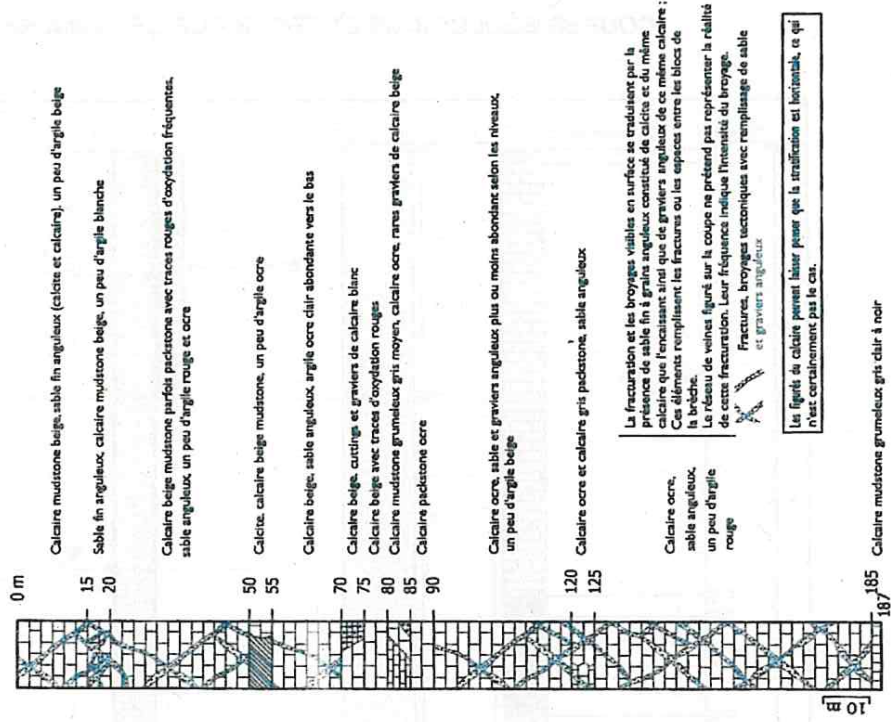 0 m
Calcaire mudstone beige, sable fin anguleux (calcite et calcaire), un peu d'argile beige
15
Sable fin anguleux, calcaire mudstone beige, un peu d'argile blanche
20
Calcaire beige mudstone parfois packstone avec traces rouges d'oxydation fréquentes,
sable anguleux, un peu d'argile rouge et ocre
50
Calcite, calcaire beige mudstone, un peu d'argile ocre
55
Calcaire beige, sable anguleux, argile ocre clair abondante vers le bas
70
Calcaire beige, cuttings et graviers de calcaire blanc
75
Calcaire beige avec traces d'oxydation rouges
80
Calcaire mudstone grumeleux gris moyen, calcaire ocre, rares graviers de calcaire beige
85
Calcaire packstone ocre
90
Calcaire ocre, sable et graviers anguleux plus ou moins abondant selon les niveaux,
un peu d'argile beige
120
Calcaire ocre et calcaire gris packstone, sable anguleux
125
Calcaire ocre,
sable anguleux,
un peu d'argile
rouge
185
Calcaire mudstone grumeleux gris clair à noir
187
10 m
La fracturation et les broyages visibles en surface se traduisent par la
présence de sable fin à grains anguleux constitué de calcite et du même
calcaire que l'encaissant ainsi que de graviers anguleux de ce même calcaire ;
Ces éléments remplissent les fractures ou les espaces entre les blocs de
la brèche.
Le réseau de veines figuré sur la coupe ne prétend pas représenter la réalité
de cette fracturation. Leur fréquence indique l'intensité du broyage.
Fractures, broyages tectoniques avec remplissage de sable
et graviers anguleux
Les figurés du calcaire peuvent laisser penser que la stratification est horizontale, ce qui
n'est certainement pas le cas.